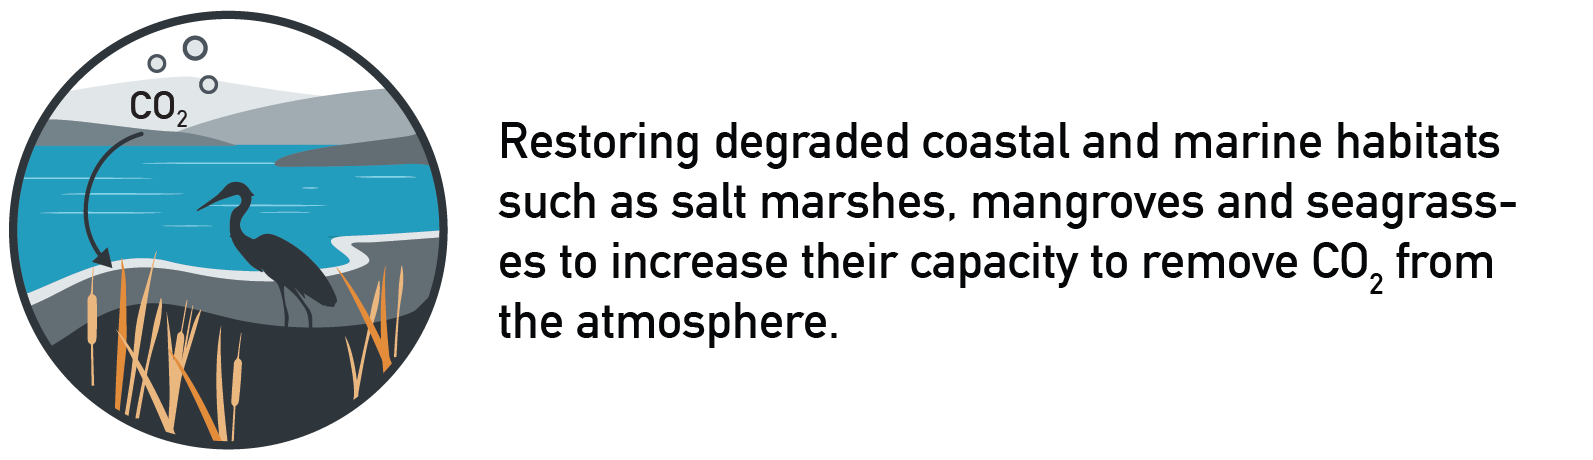 CO₂
Restoring degraded coastal and marine habitats
such as salt marshes, mangroves and seagrass-
es to increase their capacity to remove CO₂ from
the atmosphere.